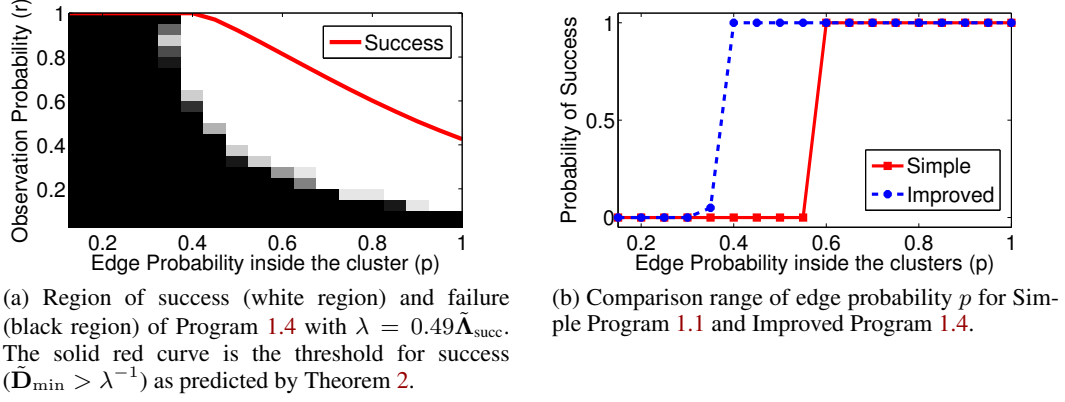 Observation Probability (r)
1
0.8
0.6
0.4
0.2
0.2 0.4 0.6 0.8 1
Edge Probability inside the cluster (p)
Success
Probability of Success
1
0.5
0
0.2 0.4 0.6 0.8 1
Edge Probability inside the clusters (p)
Simple
Improved
(a) Region of success (white region) and failure
(black region) of Program 1.4 with λ = 0.49Λ̃succ.
The solid red curve is the threshold for success
(D̃min > λ⁻¹) as predicted by Theorem 2.
(b) Comparison range of edge probability p for Sim-
ple Program 1.1 and Improved Program 1.4.